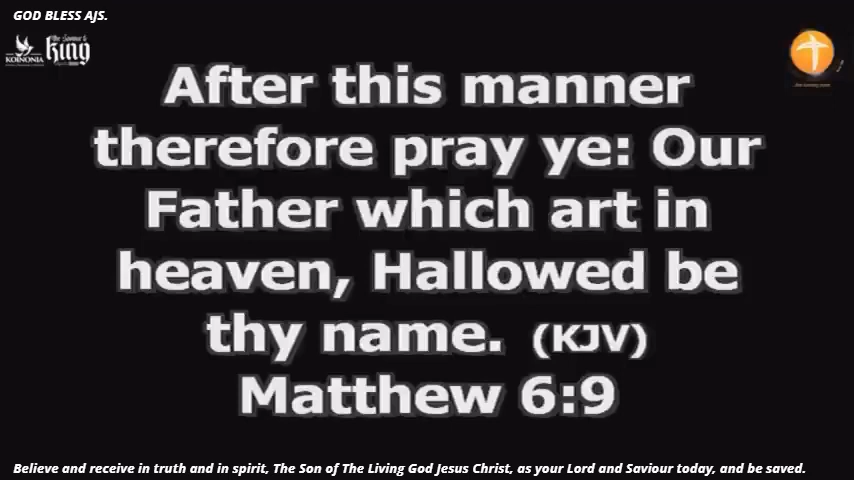 GOD BLESS AJS.
KOINONIA
King
After this manner
therefore pray ye: Our
Father which art in
heaven, Hallowed be
thy name. (KJV)
Matthew 6:9
Believe and receive in truth and in spirit, The Son of The Living God Jesus Christ, as your Lord and Saviour today, and be saved.